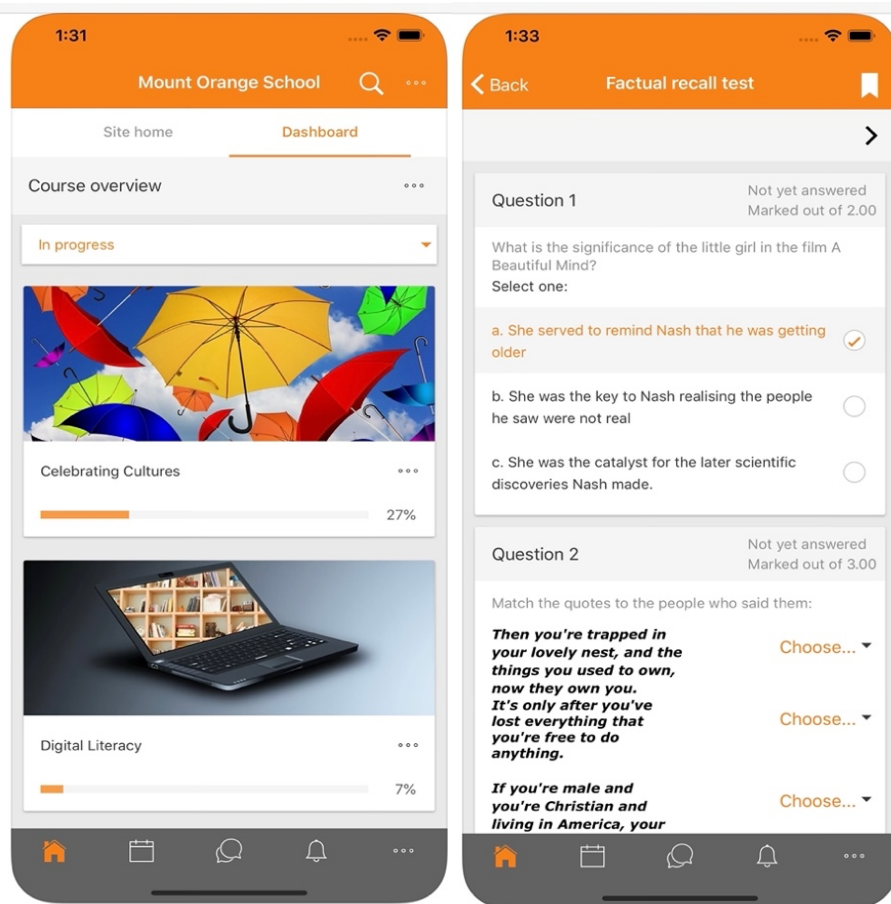 1:31
Mount Orange School
Site home
Dashboard
Course overview
In progress
Celebrating Cultures
27%
Digital Literacy
7%
1:33
Back
Factual recall test
Question 1
Not yet answered
Marked out of 2.00
What is the significance of the little girl in the film A
Beautiful Mind?
Select one:
a. She served to remind Nash that he was getting
older
b. She was the key to Nash realising the people
he saw were not real
c. She was the catalyst for the later scientific
discoveries Nash made.
Question 2
Not yet answered
Marked out of 3.00
Match the quotes to the people who said them:
Then you're trapped in
your lovely nest, and the
things you used to own,
now they own you.
Choose...
It's only after you've
lost everything that
you're free to do
anything.
Choose...
If you're male and
you're Christian and
living in America, your
Choose...